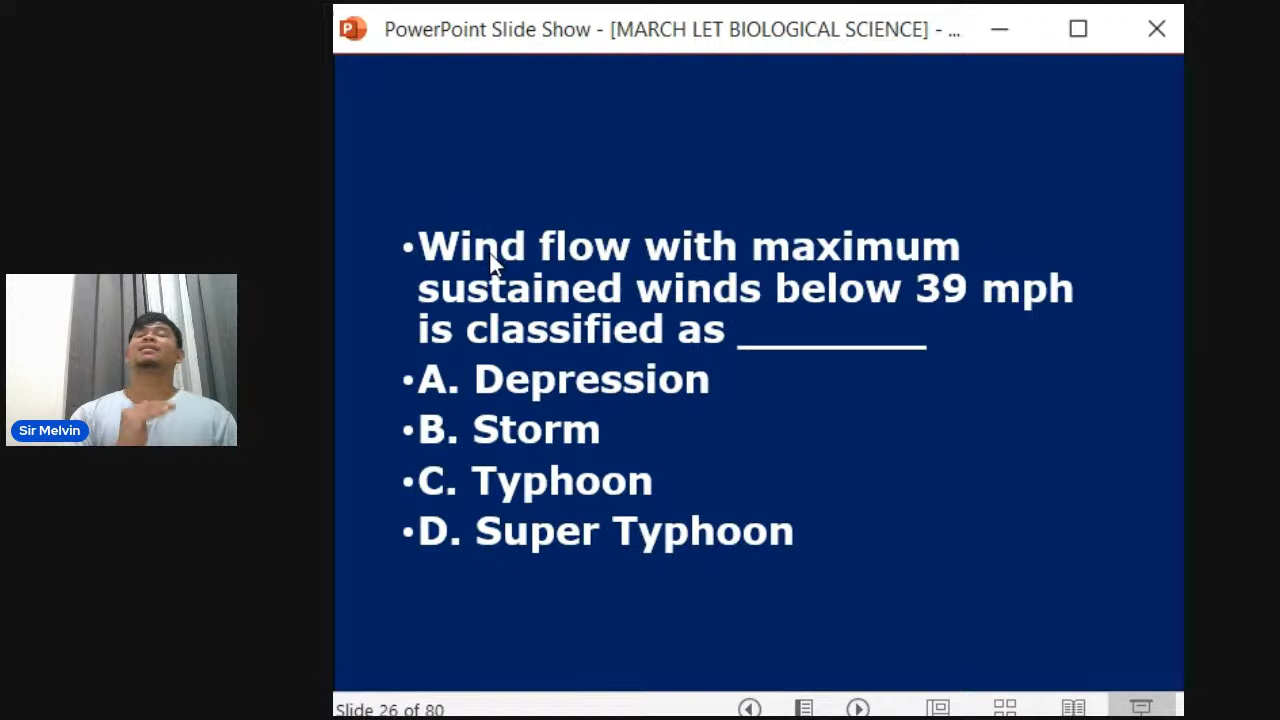 PowerPoint Slide Show - [MARCH LET BIOLOGICAL SCIENCE] - ...
•Wind flow with maximum
sustained winds below 39 mph
is classified as _________
•A. Depression
•B. Storm
•C. Typhoon
•D. Super Typhoon
Sir Melvin
Slide 26 of 80